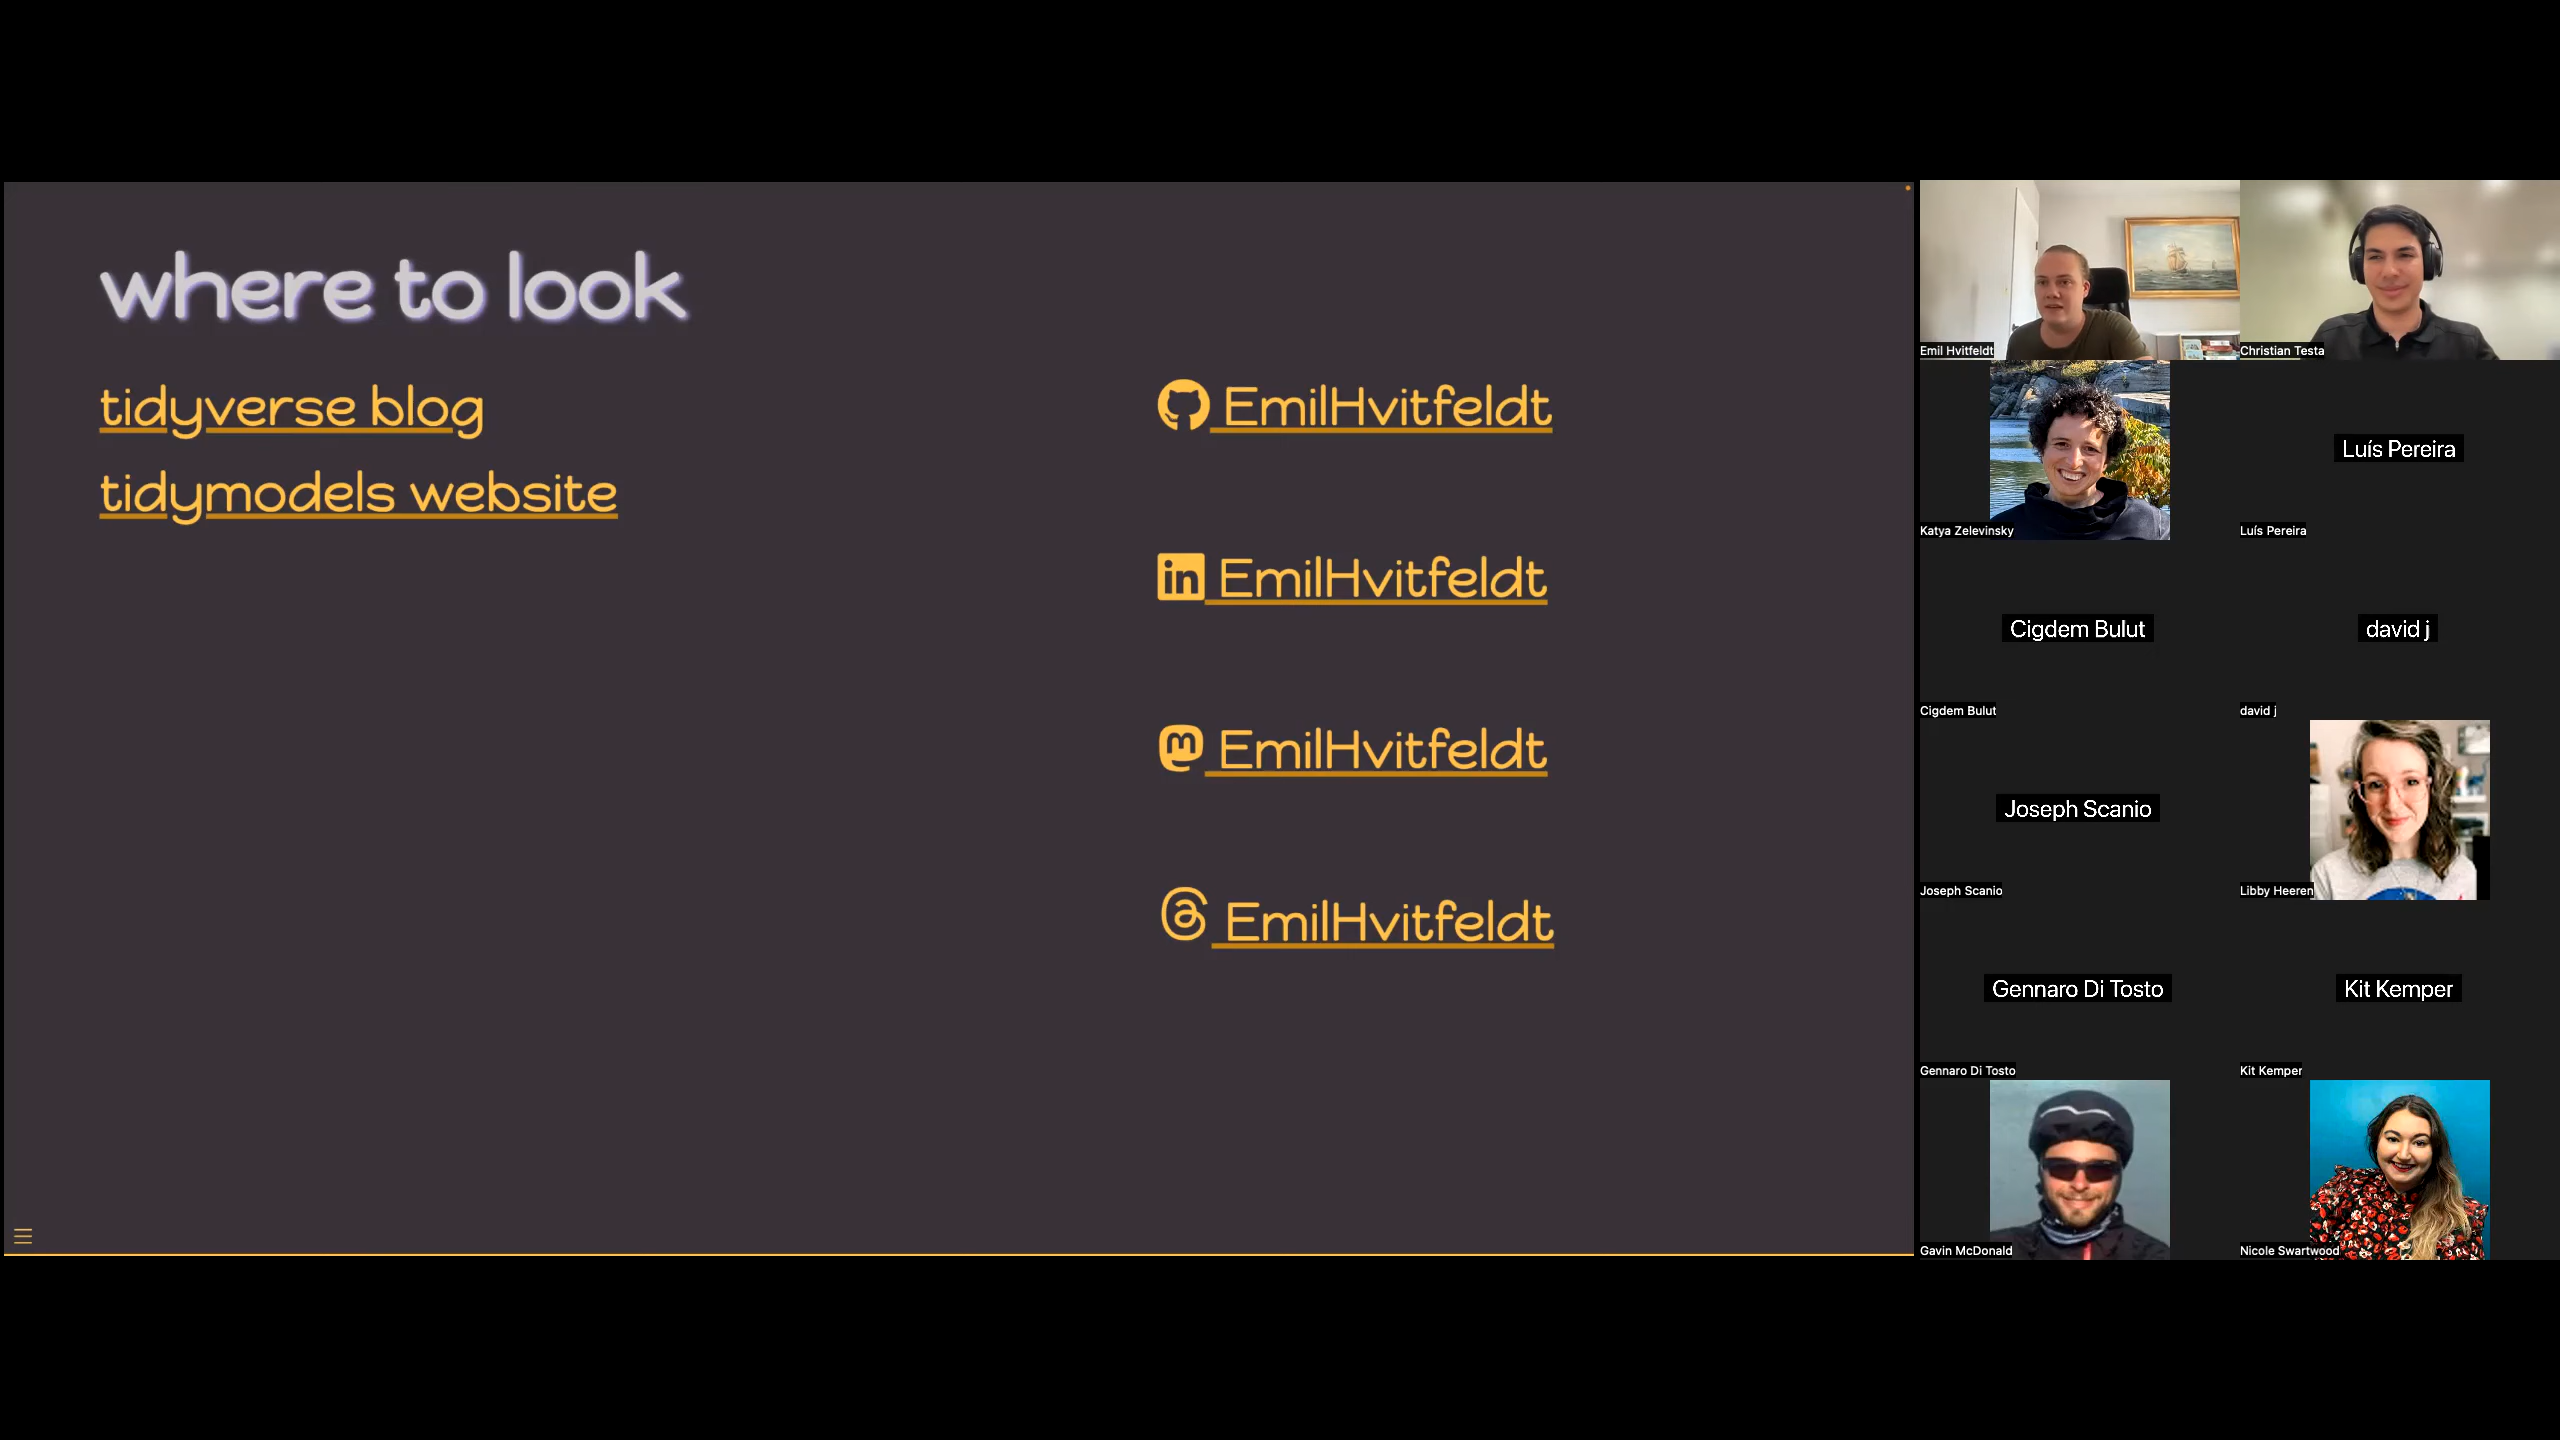 where to look
tidyverse blog
tidymodels website
EmilHvitfeldt
in EmilHvitfeldt
EmilHvitfeldt
EmilHvitfeldt
Emil Hvitfeldt
Christian Testa
Katya Zelevinsky
Luís Pereira
Luís Pereira
Cigdem Bulut
Cigdem Bulut
david j
david j
Joseph Scanio
Joseph Scanio
Libby Heeren
Gennaro Di Tosto
Gennaro Di Tosto
Kit Kemper
Kit Kemper
Gavin McDonald
Nicole Swartwood